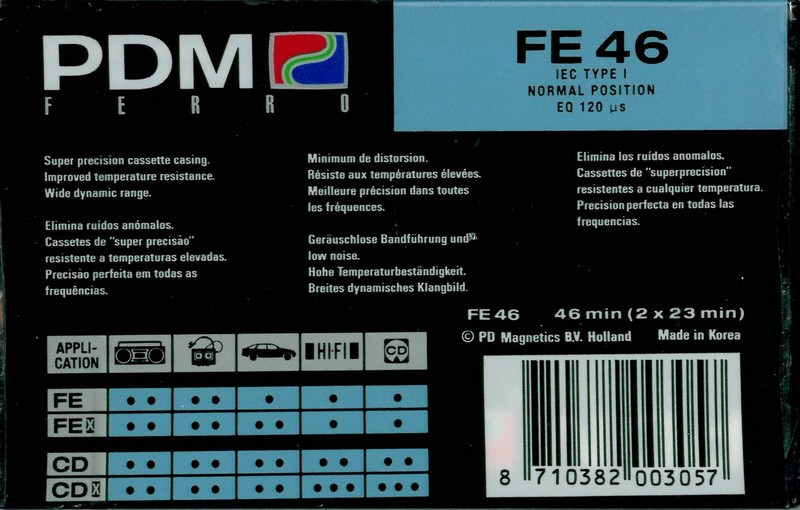 PDM
FERRO
FE 46
IEC TYPE I
NORMAL POSITION
EQ 120 µs
Super precision cassette casing.
Improved temperature resistance.
Wide dynamic range.
Elimina ruídos anómalos.
Cassetes de "super precisão"
resistente a temperaturas elevadas.
Precisão perfeita em todas as
frequências.
Minimum de distorsion.
Résiste aux températures élevées.
Meilleure précision dans toutes
les fréquences.
Geräuschlose Bandführung und
low noise.
Hohe Temperaturbeständigkeit.
Breites dynamisches Klangbild.
Elimina los ruídos anomalos.
Cassettes de "superprecision"
resistentes a cualquier temperatura.
Precision perfecta en todas las
frequencias.
FE 46 46 min (2 x 23 min)
© PD Magnetics B.V. Holland Made in Korea
APPLI-
CATION
HI-FI
CD
FE
FEX
CD
CDX
8 710382 003057